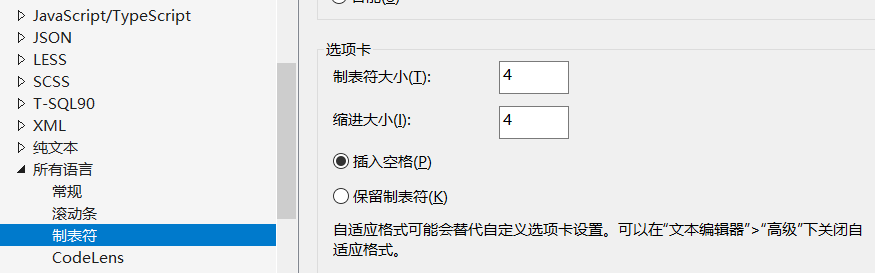 JavaScript/TypeScript
JSON
LESS
SCSS
T-SQL90
XML
纯文本
所有语言
常规
滚动条
制表符
CodeLens
选项卡
制表符大小(T):
4
缩进大小(I):
4
插入空格(P)
保留制表符(K)
自适应格式可能会替代自定义选项卡设置。可以在“文本编辑器”>“高级”下关闭自
适应格式。